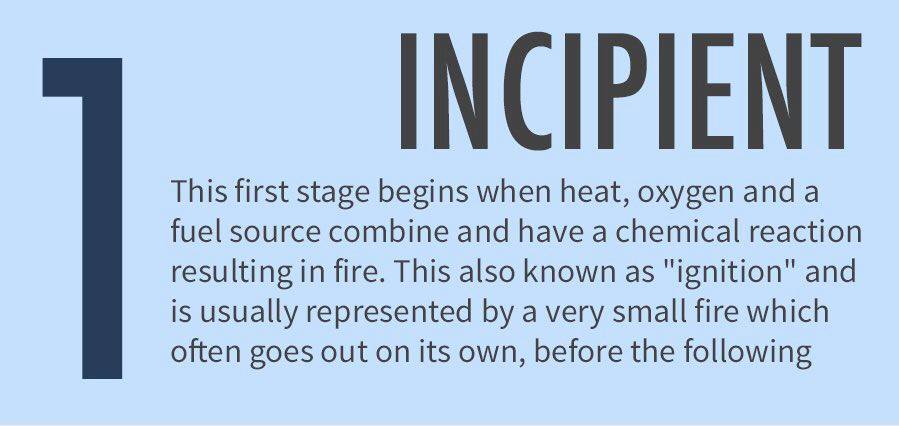 1
INCIPIENT
This first stage begins when heat, oxygen and a
fuel source combine and have a chemical reaction
resulting in fire. This also known as "ignition" and
is usually represented by a very small fire which
often goes out on its own, before the following